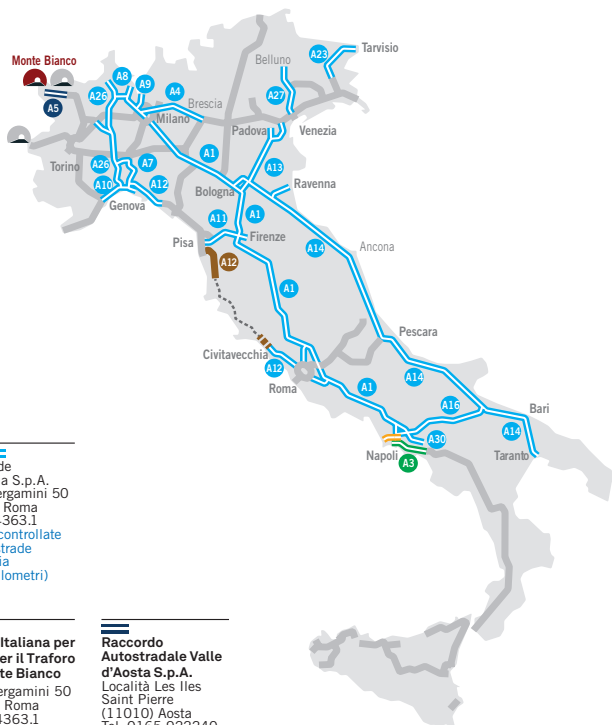 Tarvisio
A23
Belluno
Monte Bianco
A8
A9
A4
A26
A5
A27
Brescia
Milano
Padova
Venezia
A1
A13
Torino
A26
A7
A10
A12
Genova
Bologna
Ravenna
A11
A1
Firenze
A14
Ancona
Pisa
A12
A1
Pescara
Civitavecchia
A12
Roma
A1
A14
A16
Bari
A14
A30
Napoli
A3
Taranto
a S.p.A.
ergamini 50
Roma
4363.1
controllate
strade
ia
lometri)
Italiana per
er il Traforo
te Bianco
ergamini 50
Roma
4363.1
Raccordo
Autostradale Valle
d'Aosta S.p.A.
Località Les Iles
Saint Pierre
(11010) Aosta